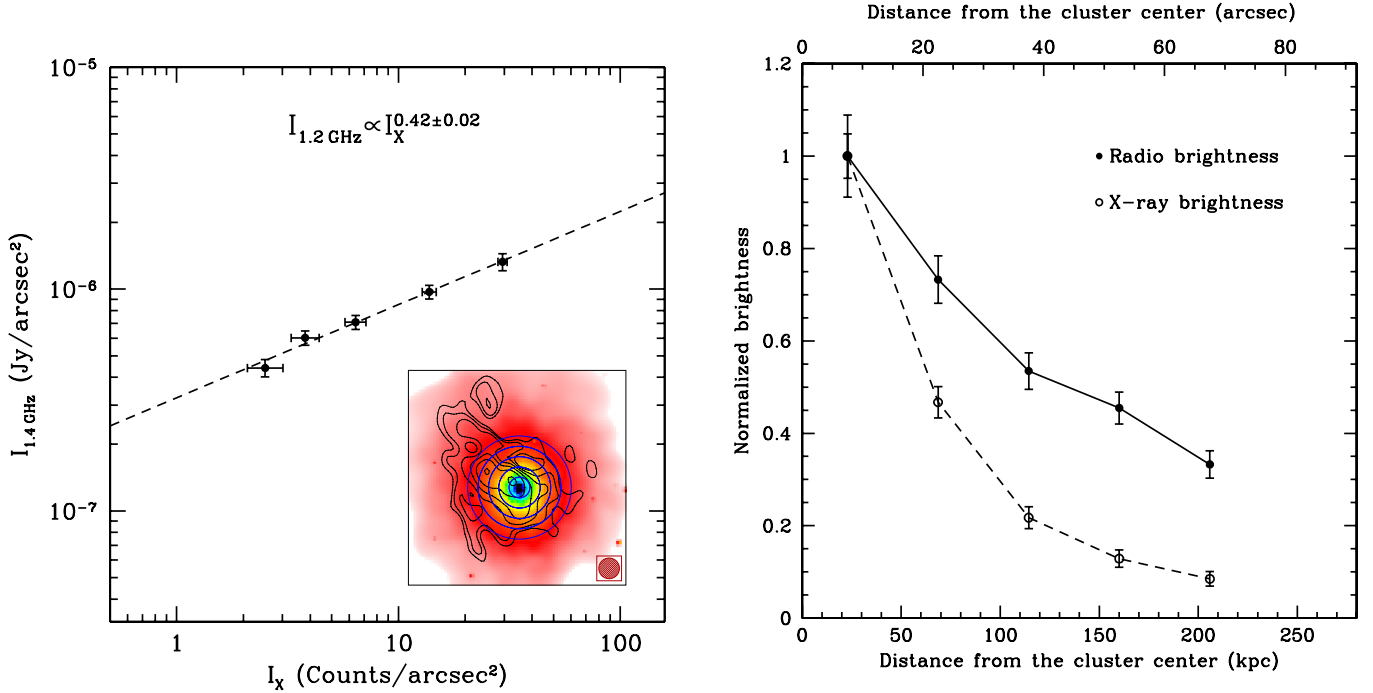 10⁻⁵
10⁻⁶
10⁻⁷
I₁.₄ GHz (Jy/arcsec²)
I₁.₂ GHz ∝ I_X^0.42±0.02
1 10 100
I_X (Counts/arcsec²)
Distance from the cluster center (arcsec)
0 20 40 60 80
1.2
1
0.8
0.6
0.4
0.2
0
Normalized brightness
Radio brightness
X-ray brightness
0 50 100 150 200 250
Distance from the cluster center (kpc)